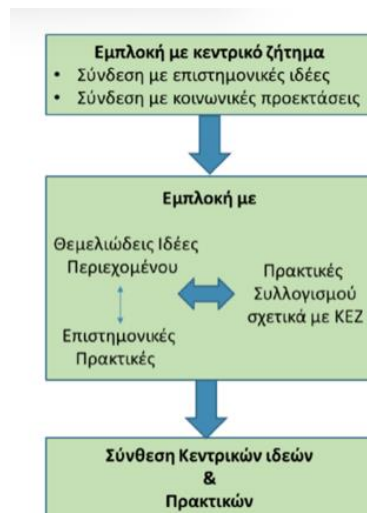 Εμπλοκή με κεντρικό ζήτημα
• Σύνδεση με επιστημονικές ιδέες
• Σύνδεση με κοινωνικές προεκτάσεις
Εμπλοκή με
Θεμελιώδεις Ιδέες
Περιεχομένου
Επιστημονικές
Πρακτικές
Πρακτικές
Συλλογισμού
σχετικά με ΚΕΖ
Σύνθεση Κεντρικών ιδεών
&
Πρακτικών